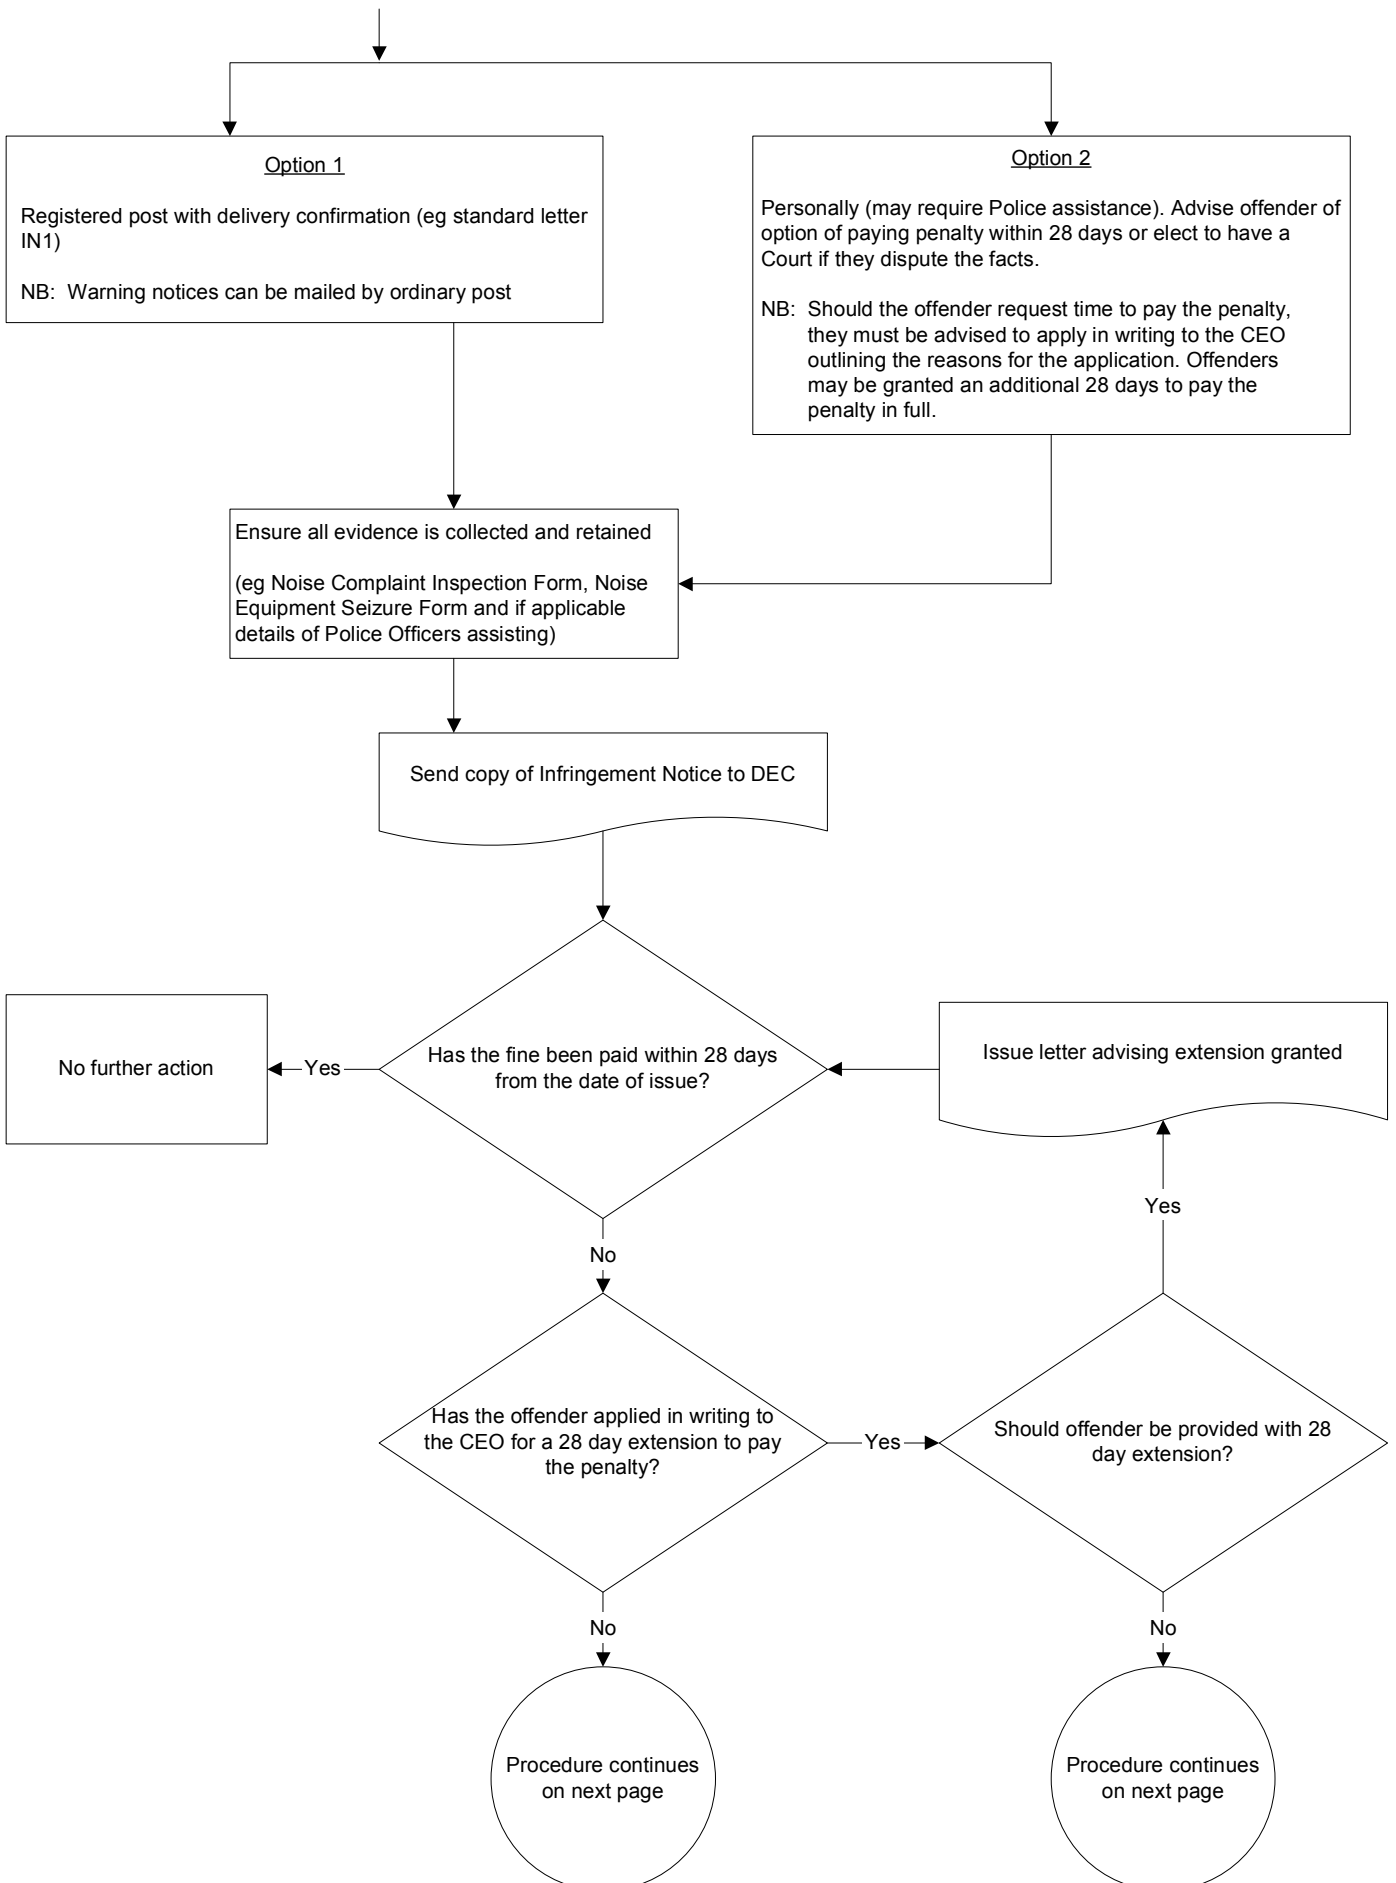 Option 1
Registered post with delivery confirmation (eg standard letter
IN1)
NB: Warning notices can be mailed by ordinary post
Option 2
Personally (may require Police assistance). Advise offender of
option of paying penalty within 28 days or elect to have a
Court if they dispute the facts.
NB: Should the offender request time to pay the penalty,
they must be advised to apply in writing to the CEO
outlining the reasons for the application. Offenders
may be granted an additional 28 days to pay the
penalty in full.
Ensure all evidence is collected and retained
(eg Noise Complaint Inspection Form, Noise
Equipment Seizure Form and if applicable
details of Police Officers assisting)
Send copy of Infringement Notice to DEC
No further action
Yes
Has the fine been paid within 28 days
from the date of issue?
Issue letter advising extension granted
Yes
No
Has the offender applied in writing to
the CEO for a 28 day extension to pay
the penalty?
Yes
Should offender be provided with 28
day extension?
No
No
Procedure continues
on next page
Procedure continues
on next page